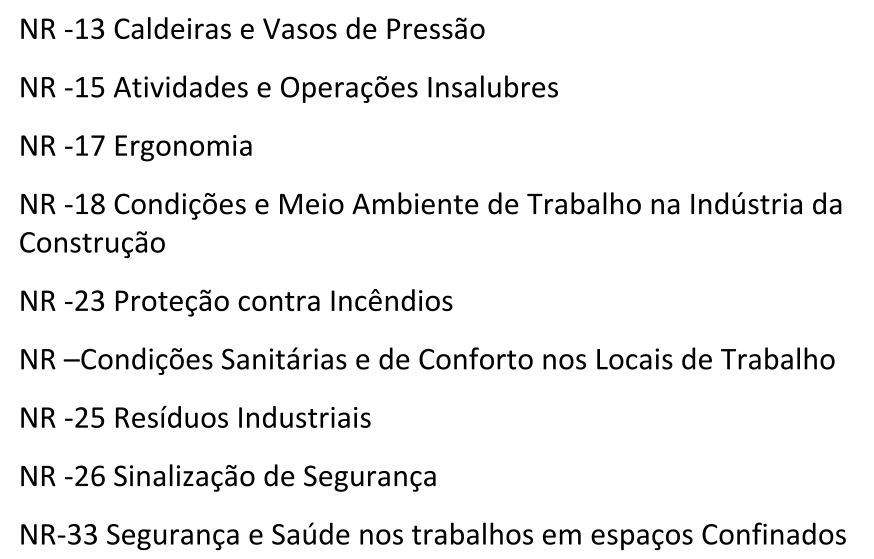 NR -13 Caldeiras e Vasos de Pressão
NR -15 Atividades e Operações Insalubres
NR -17 Ergonomia
NR -18 Condições e Meio Ambiente de Trabalho na Indústria da
Construção
NR -23 Proteção contra Incêndios
NR –Condições Sanitárias e de Conforto nos Locais de Trabalho
NR -25 Resíduos Industriais
NR -26 Sinalização de Segurança
NR-33 Segurança e Saúde nos trabalhos em espaços Confinados